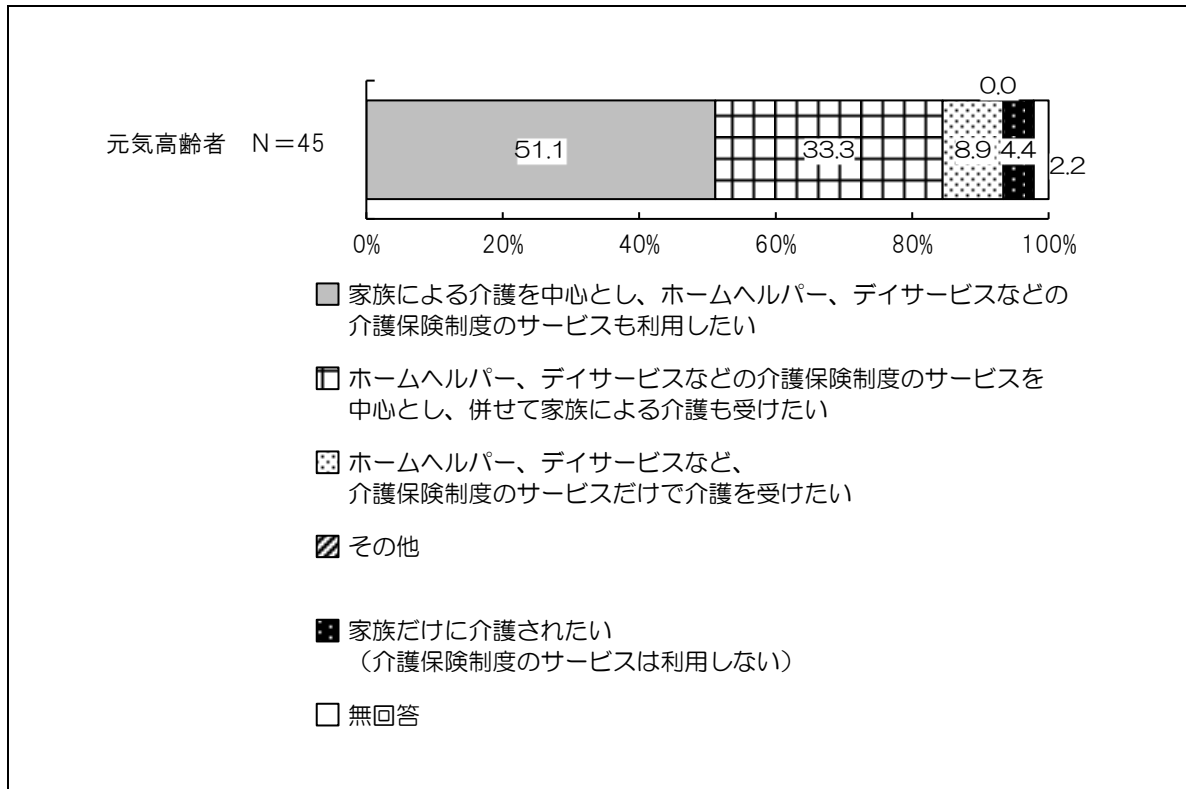 0.0
元気高齢者　N＝45
51.1
33.3
8.9
4.4
2.2
0%
20%
40%
60%
80%
100%
家族による介護を中心とし、ホームヘルパー、デイサービスなどの
介護保険制度のサービスも利用したい
ホームヘルパー、デイサービスなどの介護保険制度のサービスを
中心とし、併せて家族による介護も受けたい
ホームヘルパー、デイサービスなど、
介護保険制度のサービスだけで介護を受けたい
その他
家族だけに介護されたい
（介護保険制度のサービスは利用しない）
無回答